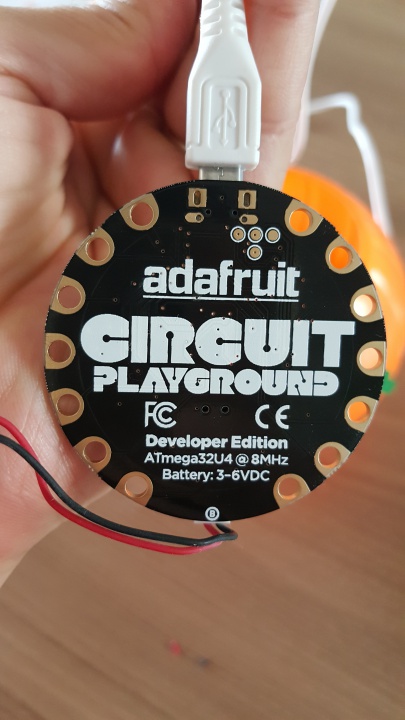 adafruit
CIRCUIT
PLAYGROUND
FC CE
Developer Edition
ATmega32U4 @ 8MHz
Battery: 3-6VDC
B